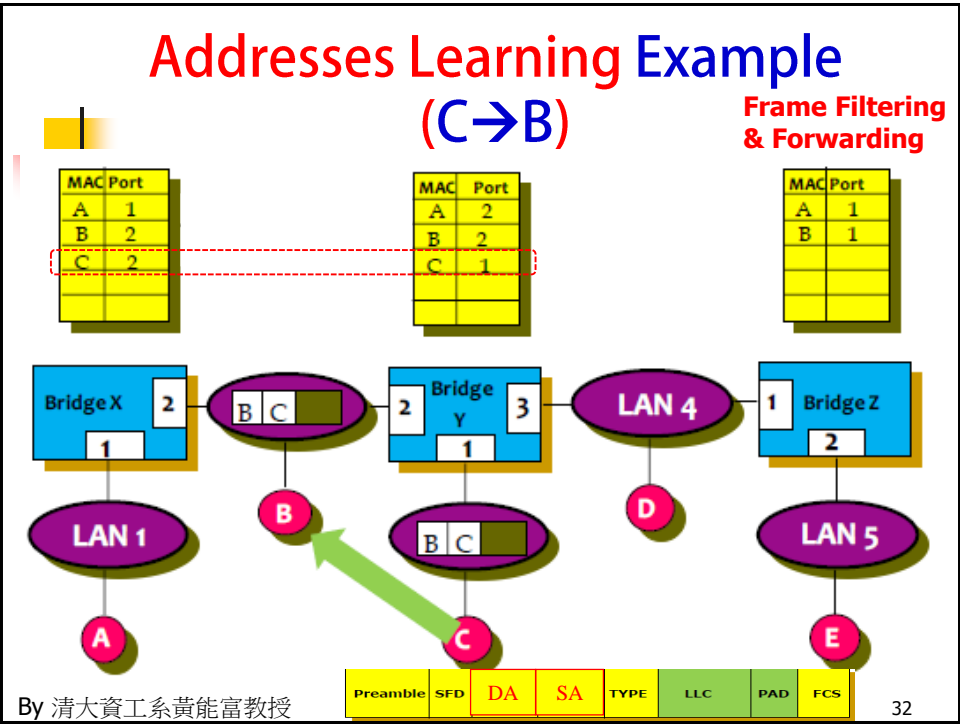 Addresses Learning Example
(C→B)
Frame Filtering
& Forwarding
MAC Port
A 1
B 2
C 2
MAC Port
A 2
B 2
C 1
MAC Port
A 1
B 1
Bridge X 2
1
B C
2 Bridge Y 3
1
LAN 4
1 Bridge Z
2
B
D
LAN 1
B C
LAN 5
A
C
E
By 清大資工系黃能富教授
Preamble SFD DA SA TYPE LLC PAD FCS
32